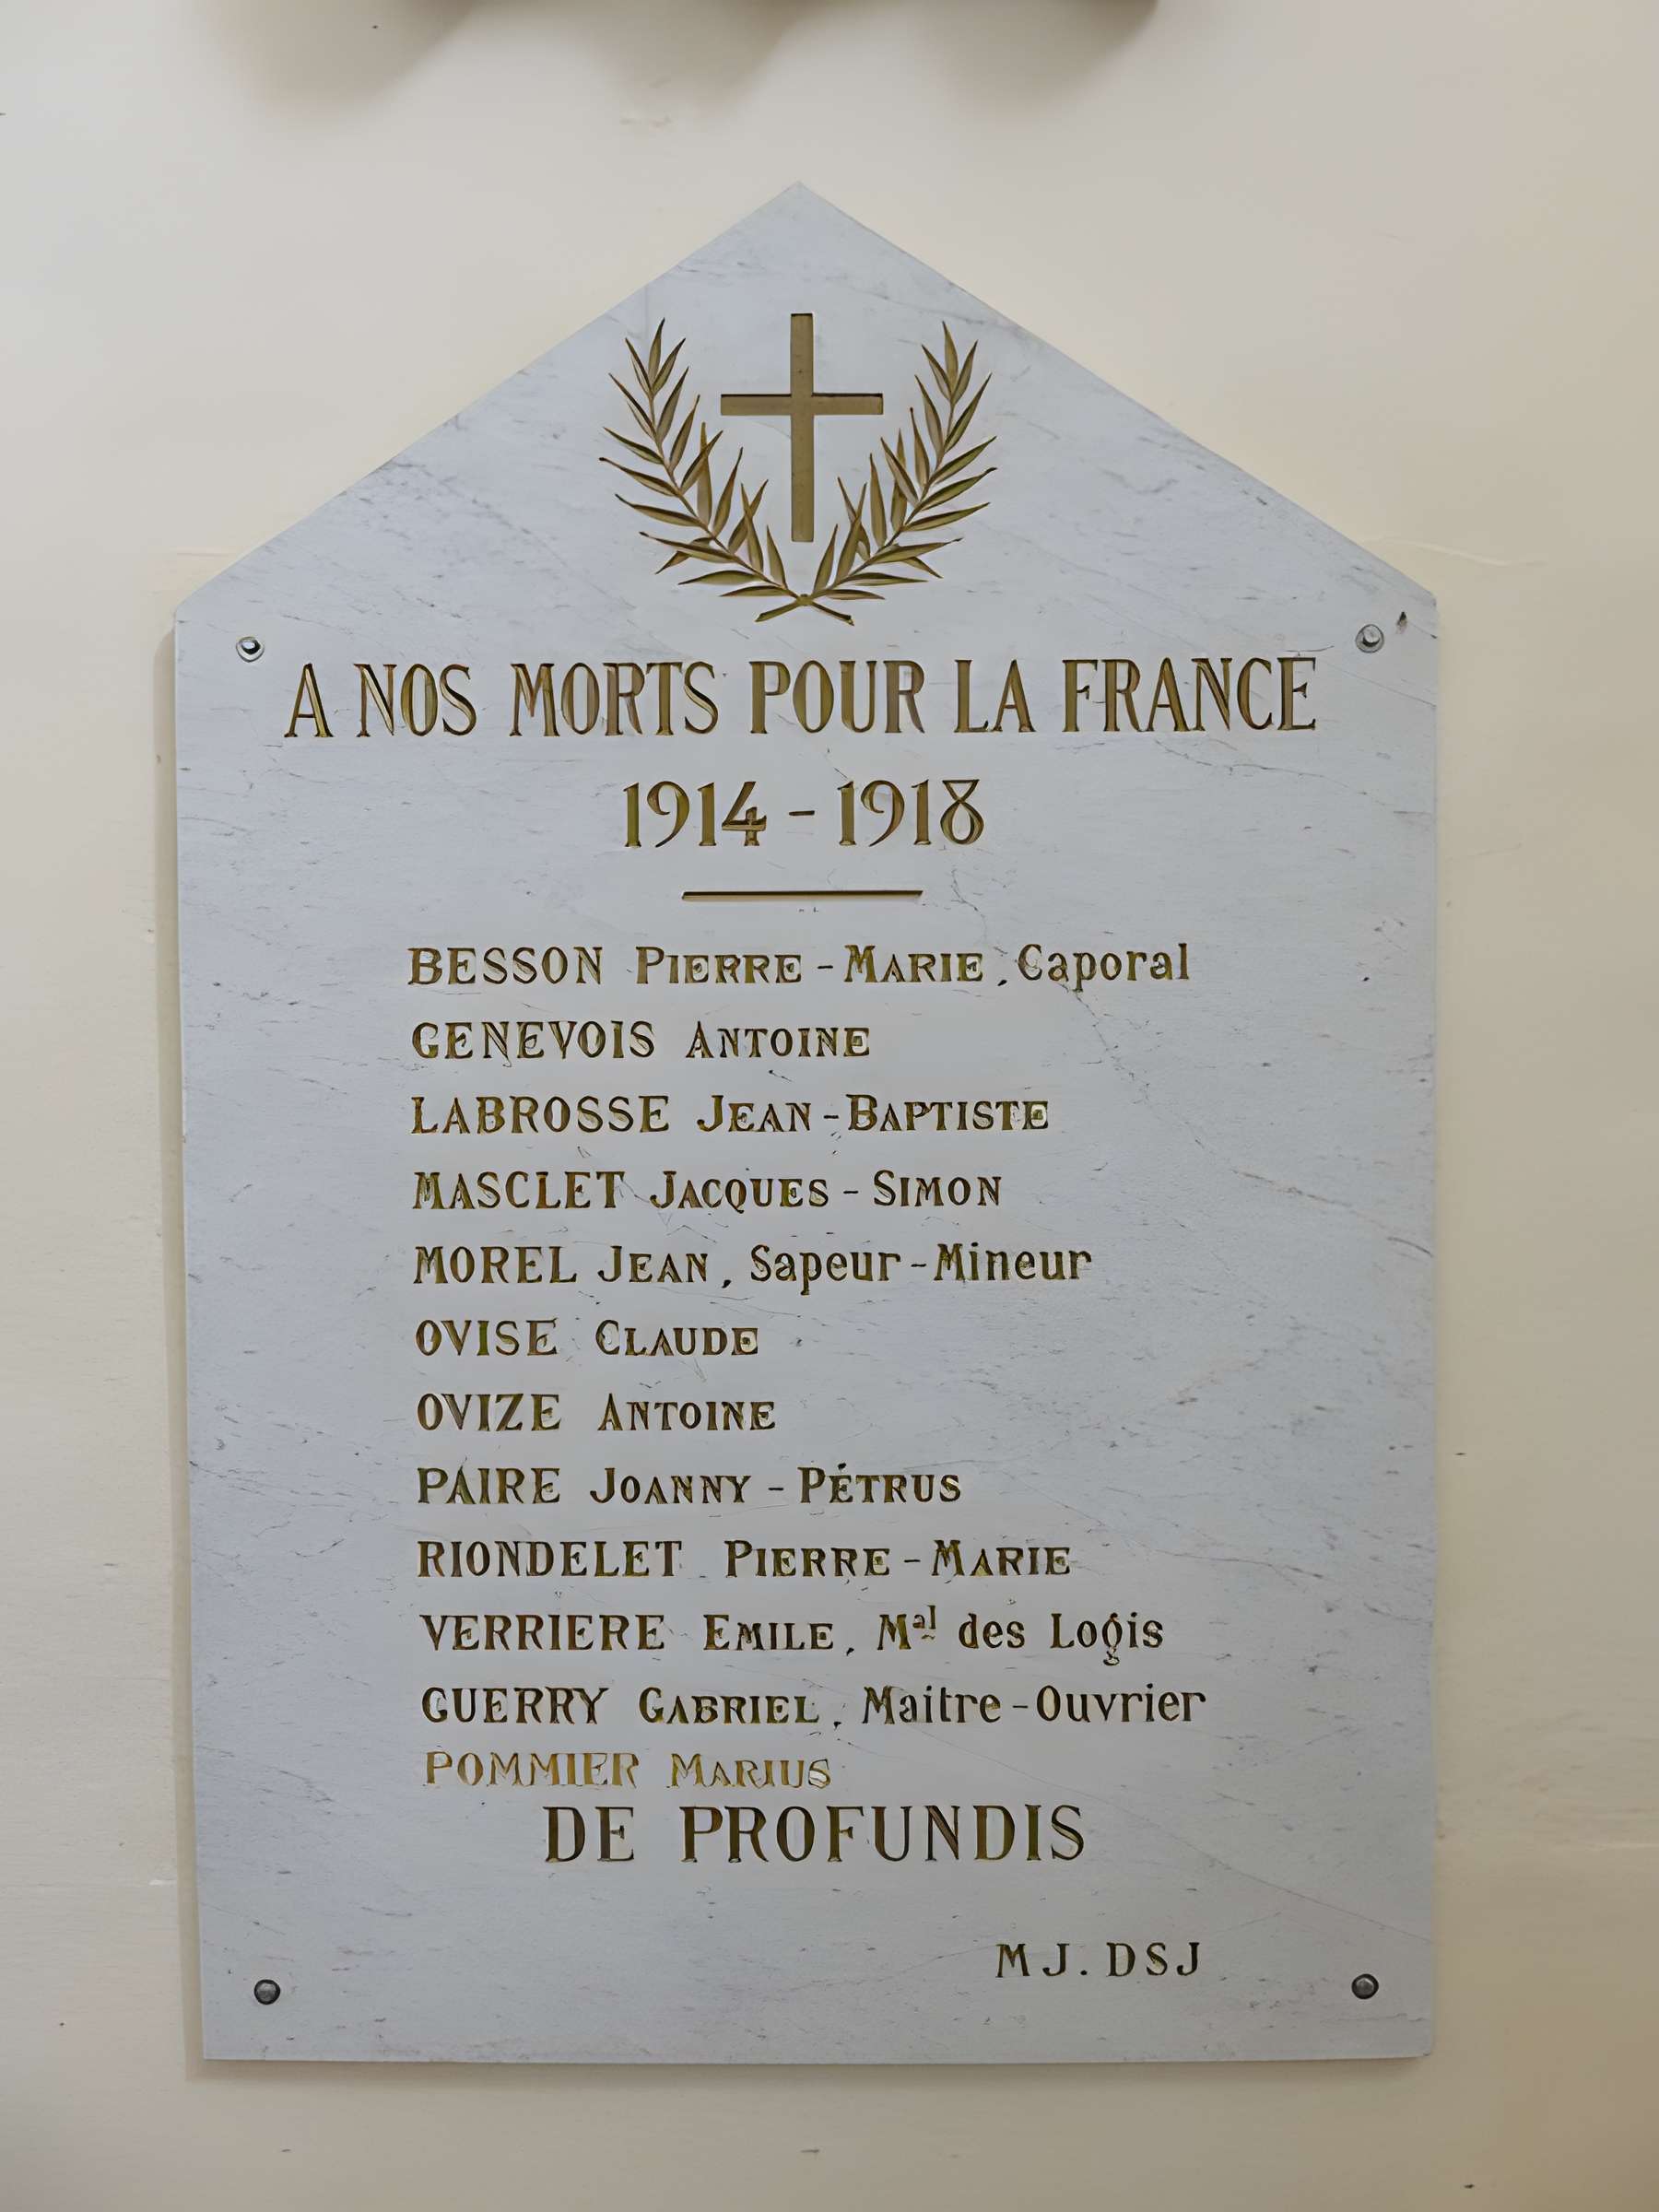 A NOS MORTS POUR LA FRANCE
1914 - 1918
BESSON PIERRE - MARIE, Caporal
GENEVOIS ANTOINE
LABROSSE JEAN - BAPTISTE
MASCLET JACQUES - SIMON
MOREL JEAN, Sapeur - Mineur
OVISE CLAUDE
OVIZE ANTOINE
PAIRE JOANNY - PÉTRUS
RIONDELET PIERRE - MARIE
VERRIERE EMILE, Mal des Logis
GUERRY GABRIEL, Maitre - Ouvrier
POMMIER MARIUS
DE PROFUNDIS
M J. D S J